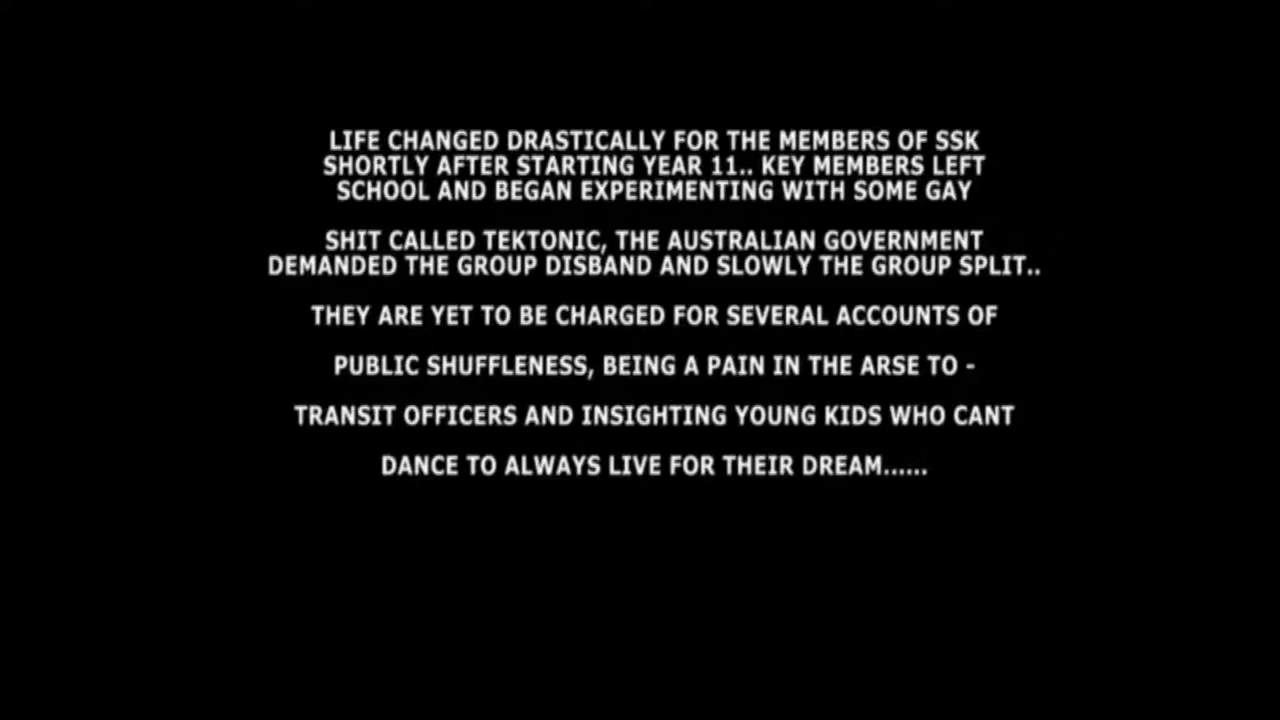 LIFE CHANGED DRASTICALLY FOR THE MEMBERS OF SSK
SHORTLY AFTER STARTING YEAR 11.. KEY MEMBERS LEFT
SCHOOL AND BEGAN EXPERIMENTING WITH SOME GAY
SHIT CALLED TEKTONIC, THE AUSTRALIAN GOVERNMENT
DEMANDED THE GROUP DISBAND AND SLOWLY THE GROUP SPLIT..
THEY ARE YET TO BE CHARGED FOR SEVERAL ACCOUNTS OF
PUBLIC SHUFFLENESS, BEING A PAIN IN THE ARSE TO -
TRANSIT OFFICERS AND INSIGHTING YOUNG KIDS WHO CANT
DANCE TO ALWAYS LIVE FOR THEIR DREAM......